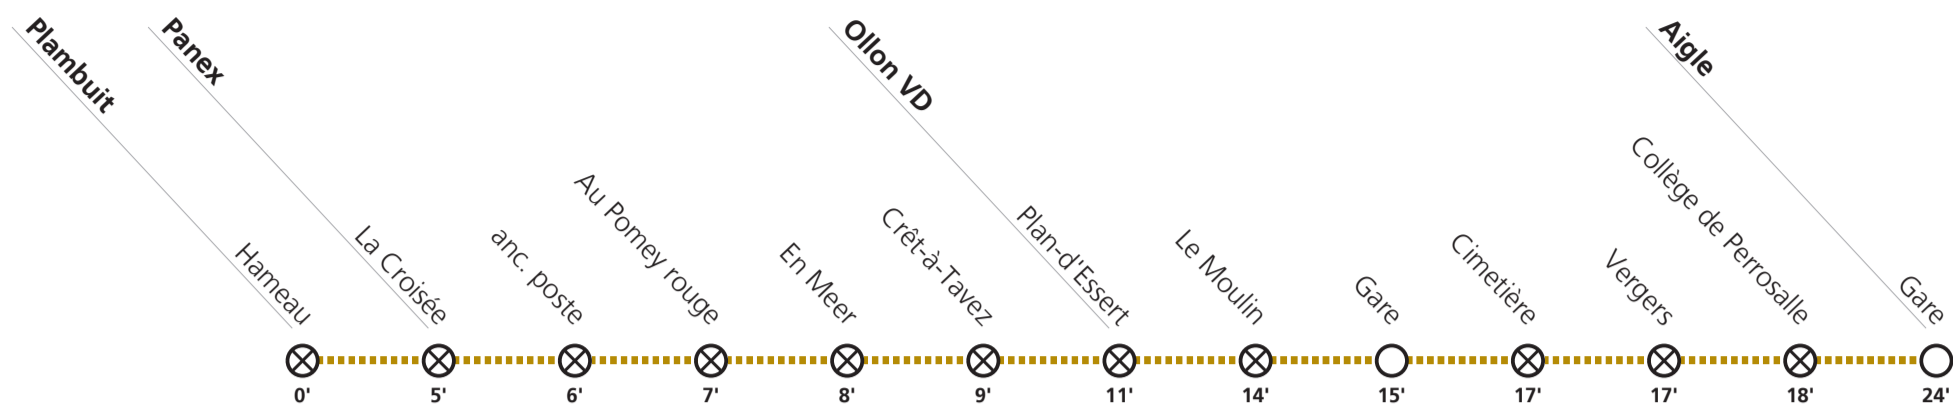 Plambuit
Panex
Ollon VD
Aigle
Hameau
La Croisée
anc. poste
Au Pomey rouge
En Meer
Crêt-à-Tavez
Plan-d'Essert
Le Moulin
Gare
Cimetière
Vergers
Collège de Perrosalle
Gare
0' 5' 6' 7' 8' 9' 11' 14' 15' 17' 17' 18' 24'